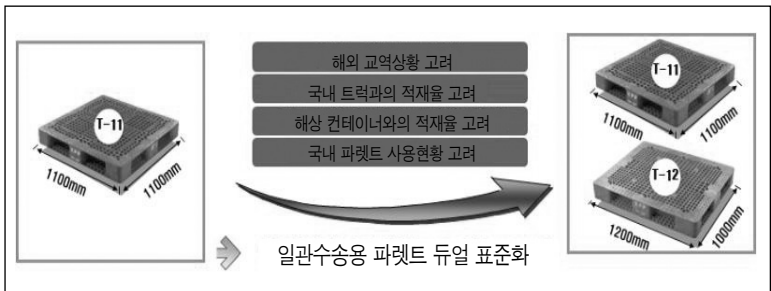 T-11
1100mm
1100mm
해외 교역상황 고려
국내 트럭과의 적재율 고려
해상 컨테이너와의 적재율 고려
국내 파렛트 사용현황 고려
일관수송용 파렛트 듀얼 표준화
T-11
1100mm
1100mm
T-12
1200mm
1000mm